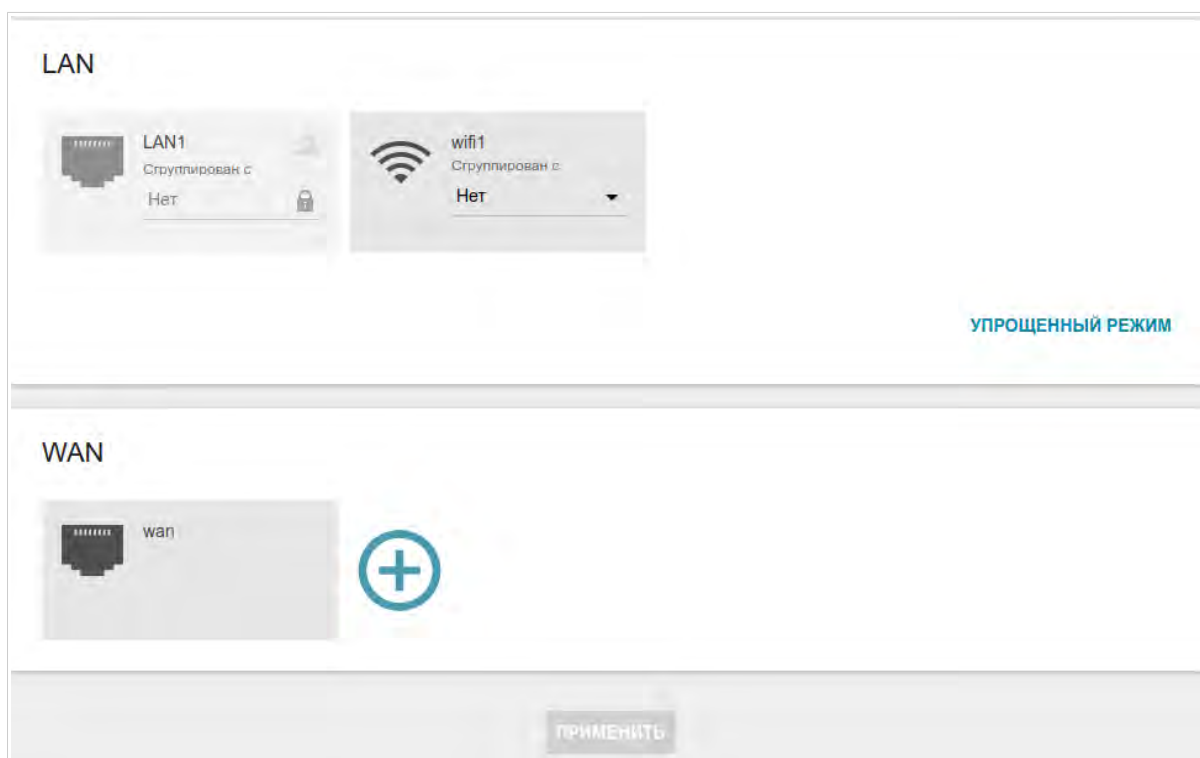 LAN
LAN1
Сгруппирован с
Нет
wifi1
Сгруппирован с
Нет
УПРОЩЕННЫЙ РЕЖИМ
WAN
wan
ПРИМЕНИТЬ